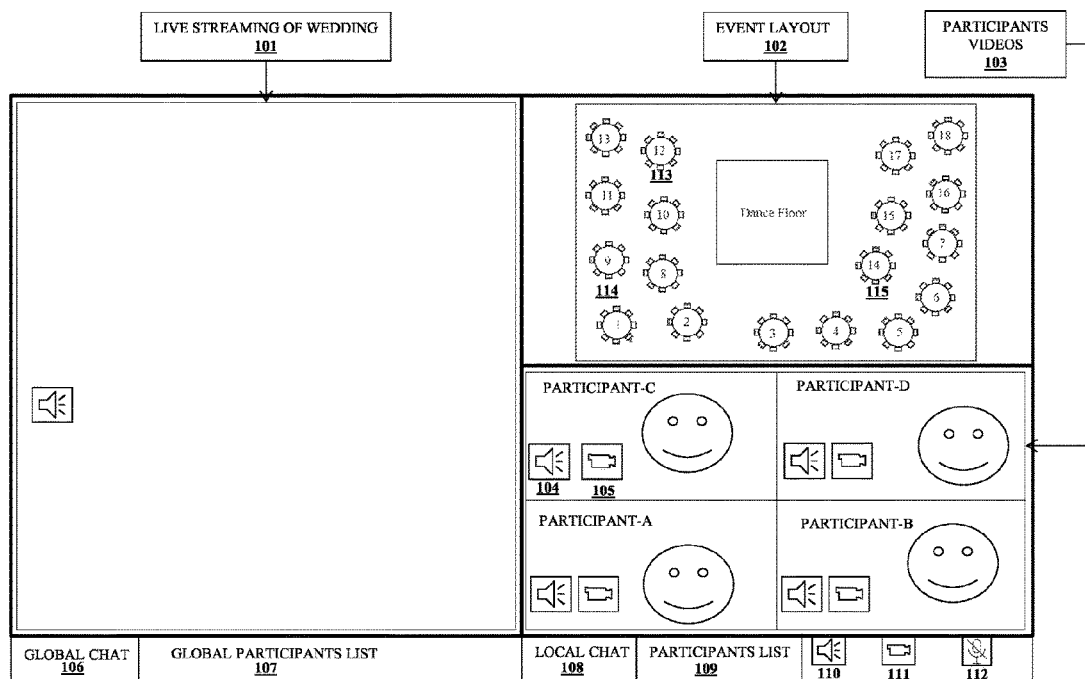 LIVE STREAMING OF WEDDING
101
EVENT LAYOUT
102
PARTICIPANTS
VIDEOS
103
13
12
113
17
18
11
10
Dance Floor
15
16
9
114
8
14
115
7
6
1
2
3
4
5
PARTICIPANT-C
104
105
PARTICIPANT-D
PARTICIPANT-A
PARTICIPANT-B
GLOBAL CHAT
106
GLOBAL PARTICIPANTS LIST
107
LOCAL CHAT
108
PARTICIPANTS LIST
109
110
111
112